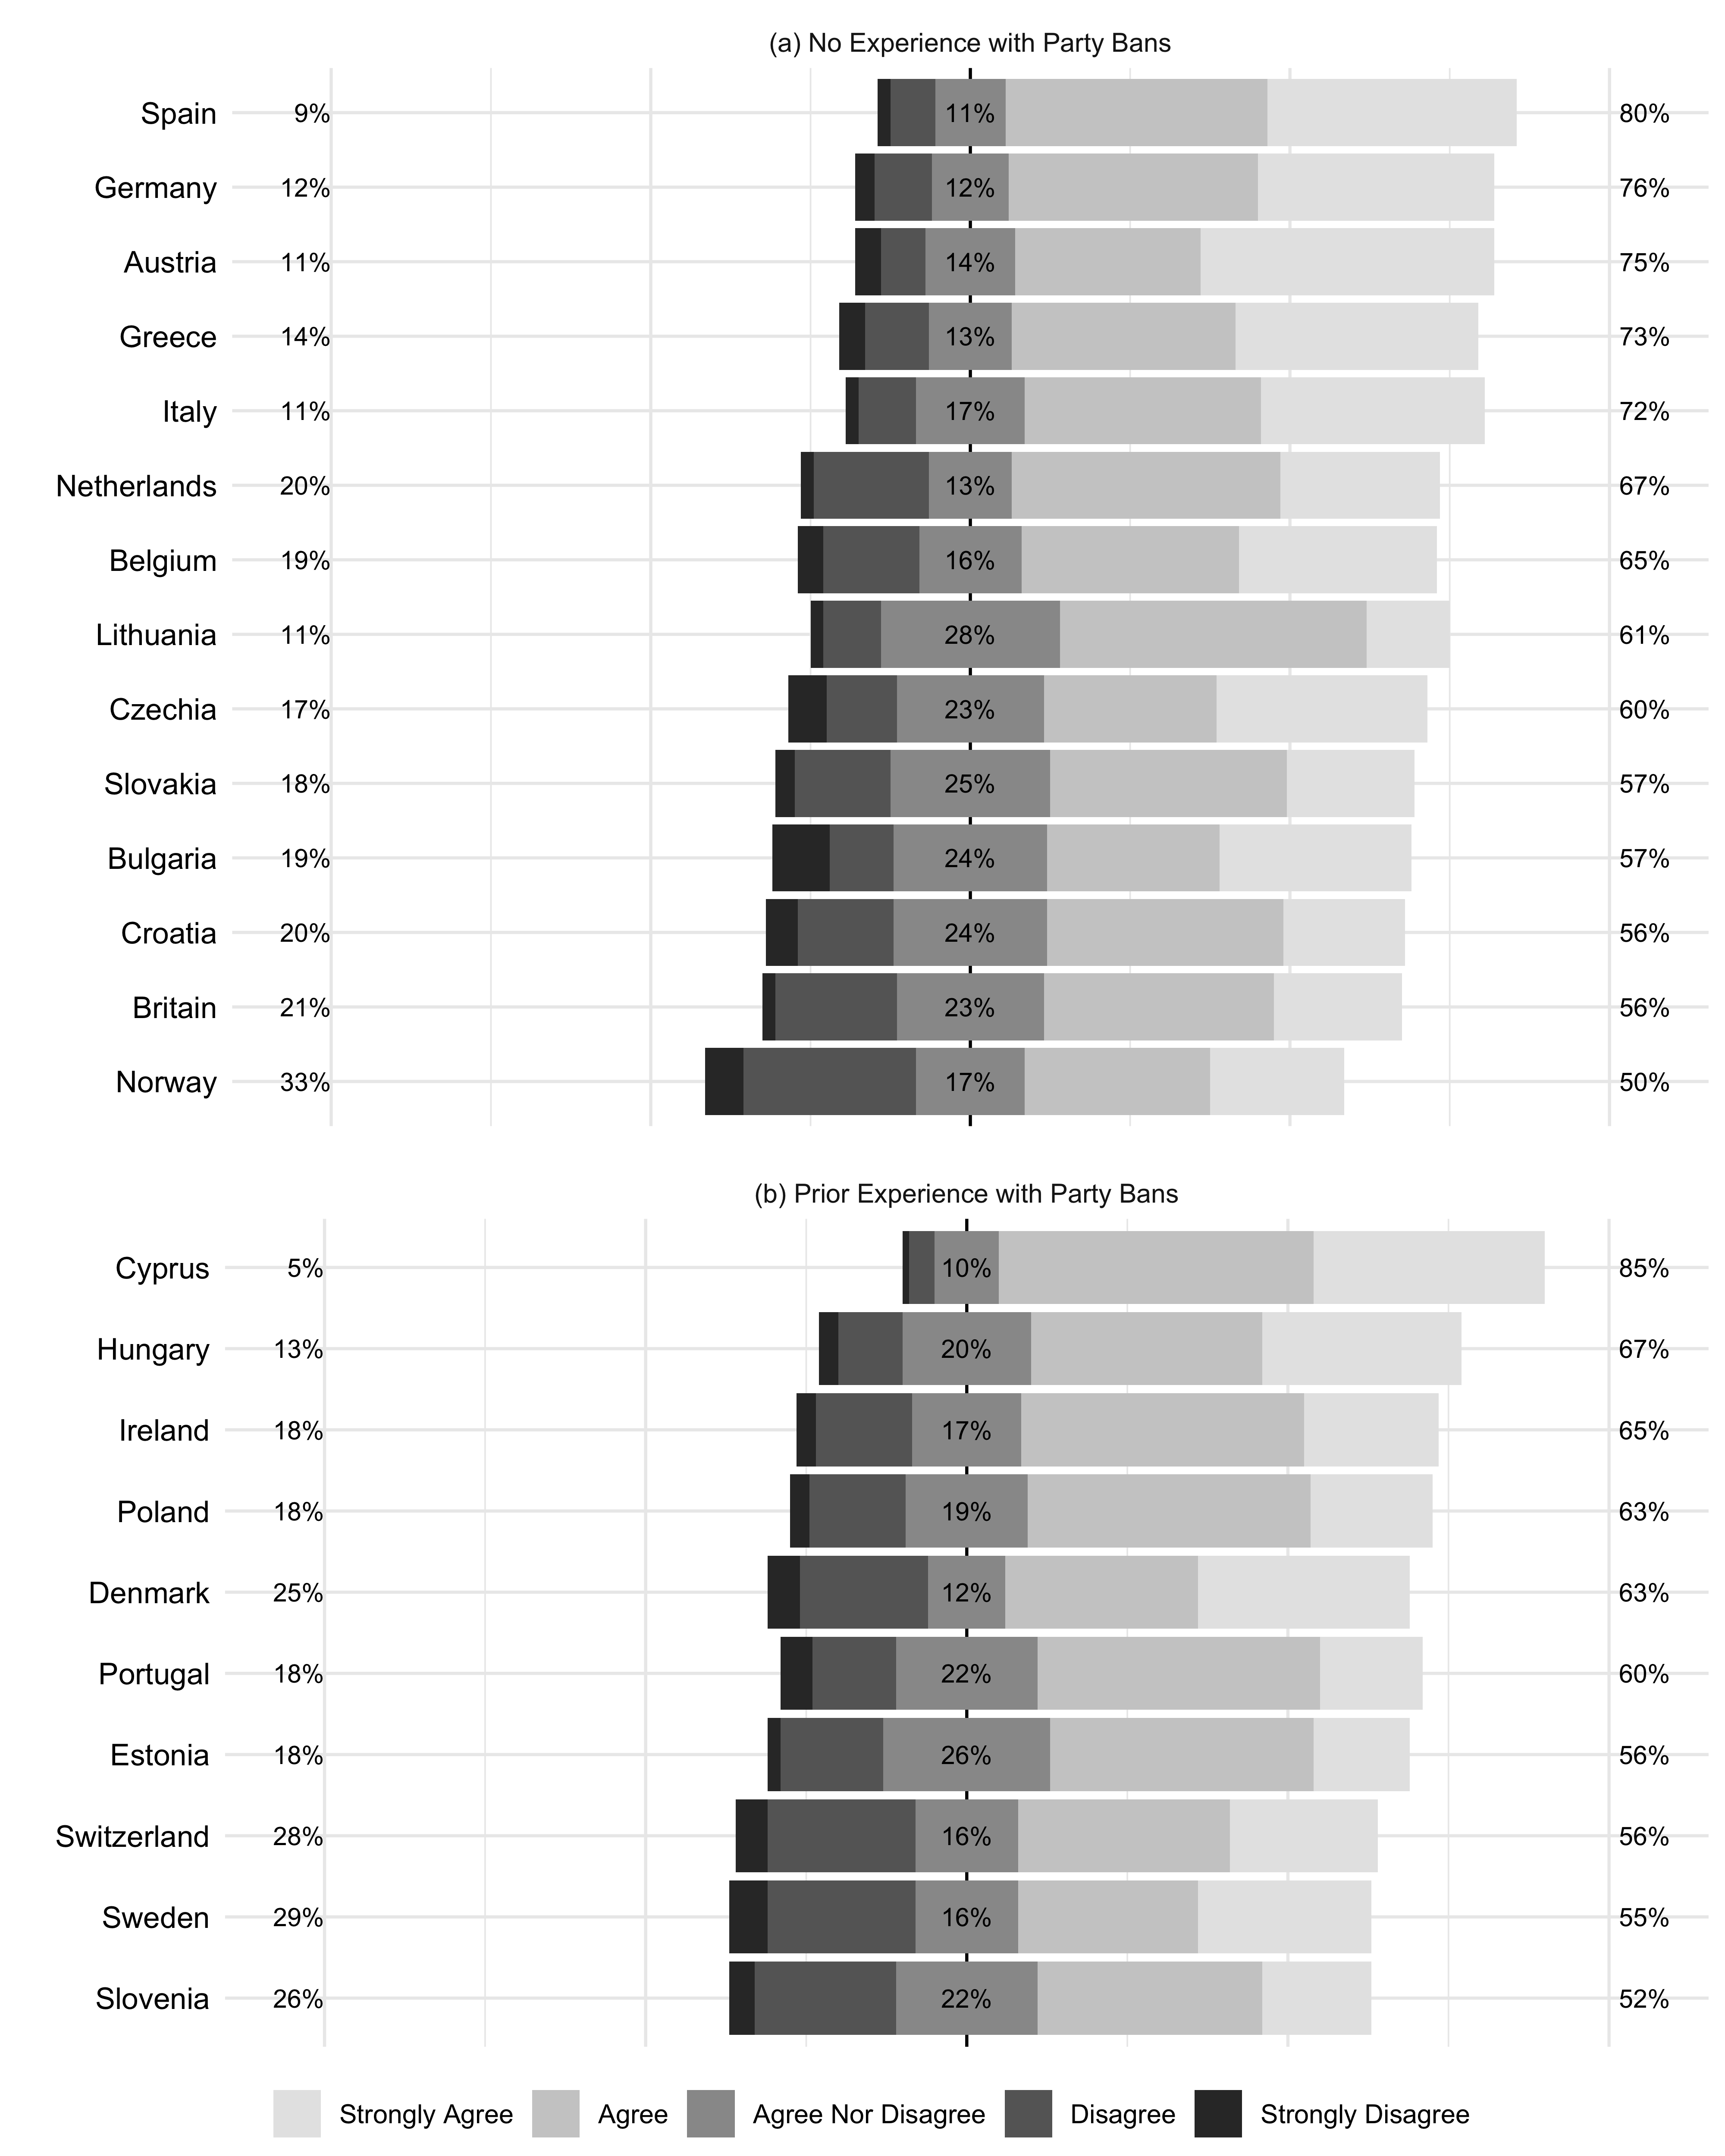 (a) No Experience with Party Bans
Spain 9% 11% 80%
Germany 12% 12% 76%
Austria 11% 14% 75%
Greece 14% 13% 73%
Italy 11% 17% 72%
Netherlands 20% 13% 67%
Belgium 19% 16% 65%
Lithuania 11% 28% 61%
Czechia 17% 23% 60%
Slovakia 18% 25% 57%
Bulgaria 19% 24% 57%
Croatia 20% 24% 56%
Britain 21% 23% 56%
Norway 33% 17% 50%
(b) Prior Experience with Party Bans
Cyprus 5% 10% 85%
Hungary 13% 20% 67%
Ireland 18% 17% 65%
Poland 18% 19% 63%
Denmark 25% 12% 63%
Portugal 18% 22% 60%
Estonia 18% 26% 56%
Switzerland 28% 16% 56%
Sweden 29% 16% 55%
Slovenia 26% 22% 52%
Strongly Agree Agree Agree Nor Disagree Disagree Strongly Disagree